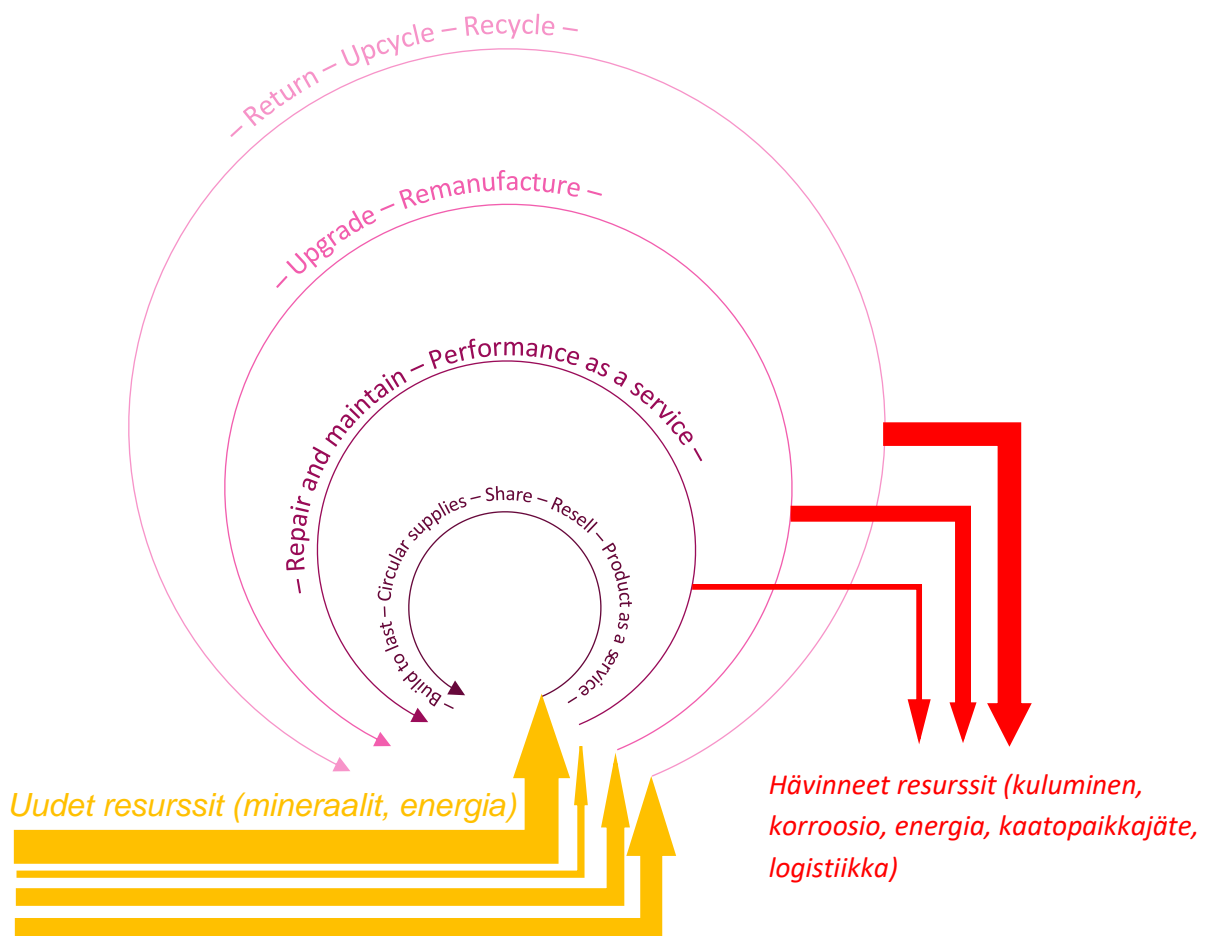 – Return – Upcycle – Recycle –
– Upgrade – Remanufacture –
– Repair and maintain – Performance as a service –
– Build to last – Circular supplies – Share – Resell – Product as a service –
Uudet resurssit (mineraalit, energia)
Hävinneet resurssit (kuluminen,
korroosio, energia, kaatopaikkajäte,
logistiikka)